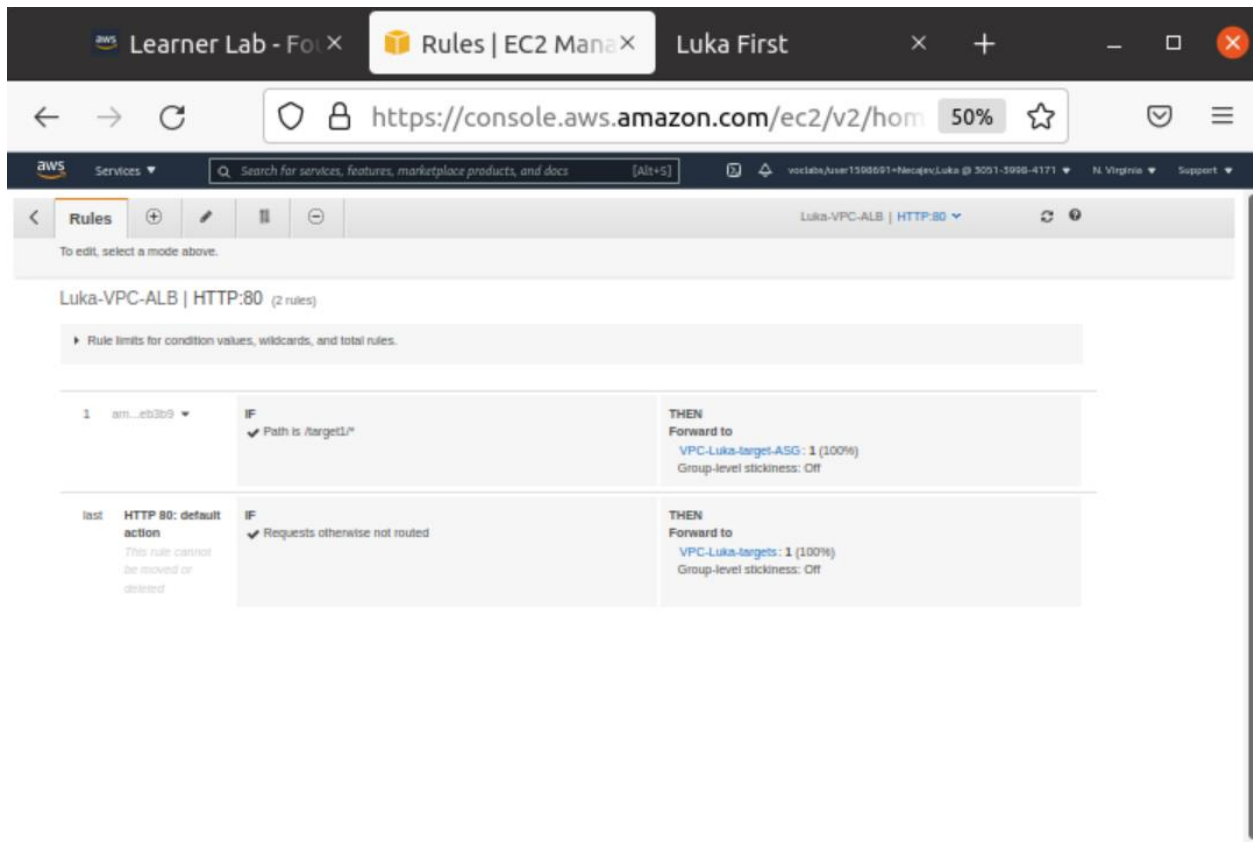 aws Learner Lab - Fou
Rules | EC2 Mana
Luka First
https://console.aws.amazon.com/ec2/v2/hom 50%
aws Services Search for services, features, marketplace products, and docs [Alt+S] N. Virginia Support
Rules Luka-VPC-ALB | HTTP:80
To edit, select a mode above.
Luka-VPC-ALB | HTTP:80 (2 rules)
Rule limits for condition values, wildcards, and total rules.
1 arn...eb3b9 IF THEN
Path is /target1/* Forward to
VPC-Luka-target-ASG: 1 (100%)
Group-level stickiness: Off
last HTTP 80: default IF THEN
action Requests otherwise not routed Forward to
This rule cannot VPC-Luka-targets: 1 (100%)
be moved or Group-level stickiness: Off
deleted